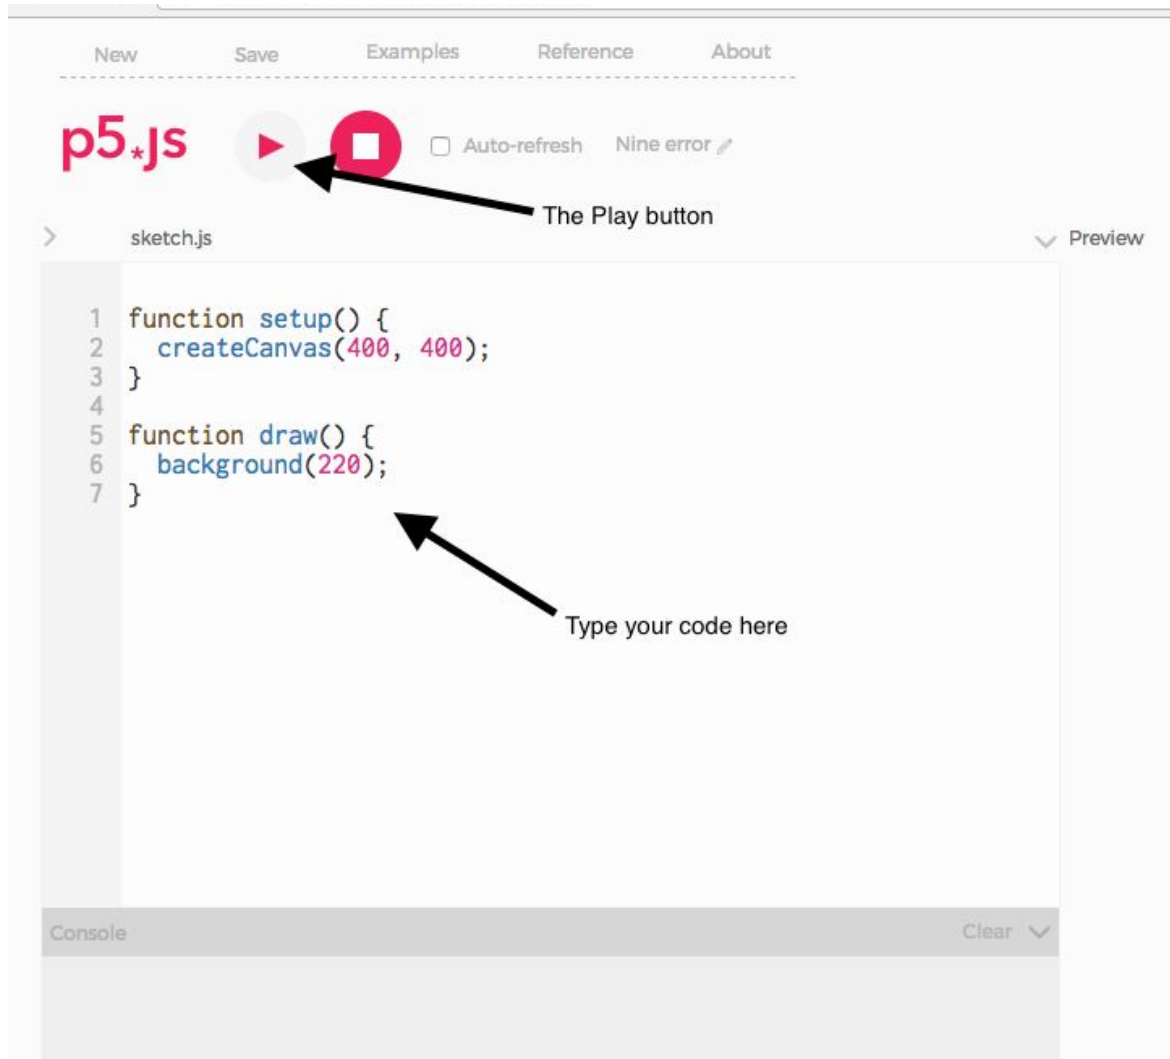 New Save Examples Reference About
p5*JS Auto-refresh Nine error
The Play button
sketch.js Preview
1 function setup() {
2   createCanvas(400, 400);
3 }
4
5 function draw() {
6   background(220);
7 }
Type your code here
Console Clear